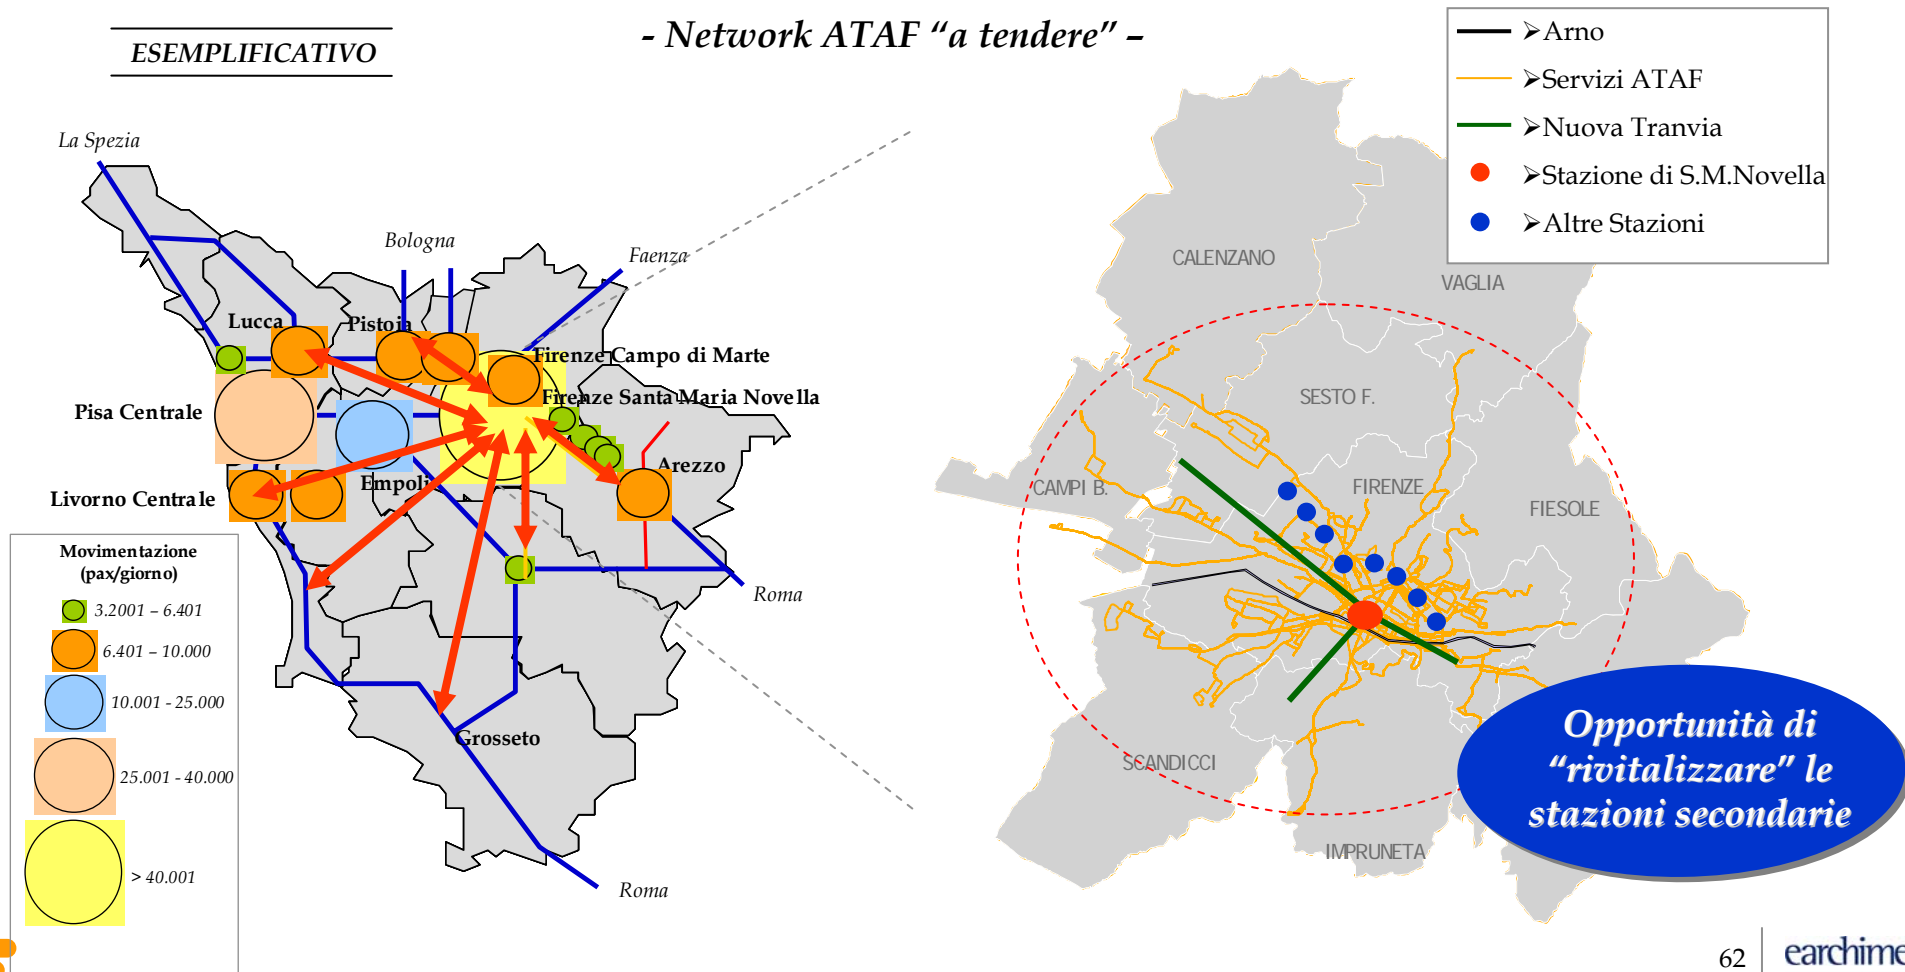 ESEMPLIFICATIVO
- Network ATAF “a tendere” –
➢Arno
➢Servizi ATAF
➢Nuova Tranvia
➢Stazione di S.M.Novella
➢Altre Stazioni
La Spezia
Bologna
Faenza
Lucca
Pistoia
Firenze Campo di Marte
Firenze Santa Maria Novella
Pisa Centrale
Arezzo
Empoli
Livorno Centrale
Roma
Grosseto
Roma
Movimentazione
(pax/giorno)
3.2001 – 6.401
6.401 – 10.000
10.001 - 25.000
25.001 - 40.000
> 40.001
CALENZANO
VAGLIA
SESTO F.
CAMPI B.
FIRENZE
FIESOLE
SCANDICCI
IMPRUNETA
Opportunità di
“rivitalizzare” le
stazioni secondarie
62
earchime